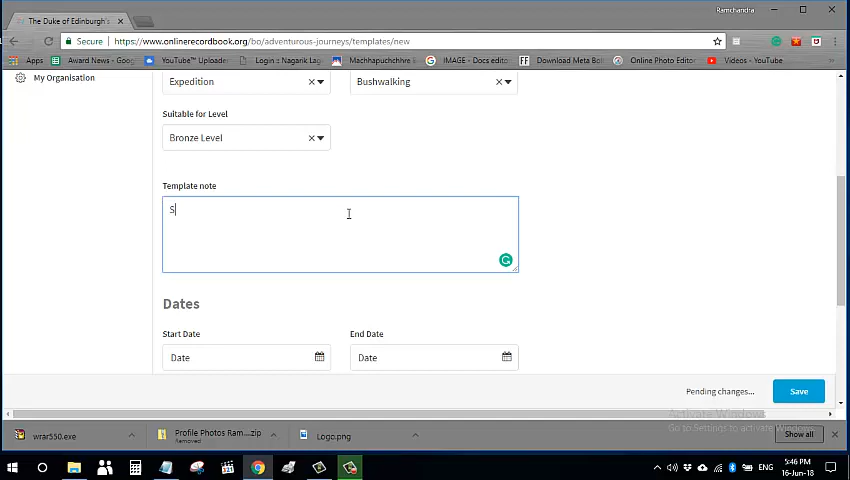 Ramchandra
The Duke of Edinburgh's
Secure https://www.onlinerecordbook.org/bo/adventurous-journeys/templates/new
Apps Award News - Goog YouTube™ Uploader Login :: Nagarik Lag Machhapuchchhre IMAGE - Docs editor Download Meta Bol Online Photo Editor Videos - YouTube
My Organisation
Expedition Bushwalking
Suitable for Level
Bronze Level
Template note
S
Dates
Start Date End Date
Date Date
Pending changes... Save
Activate Windows
Go to Settings to activate Windows.
wrar550.exe Profile Photos Ram....zip Logo.png Show all
Removed
ENG 5:46 PM
16-Jun-18